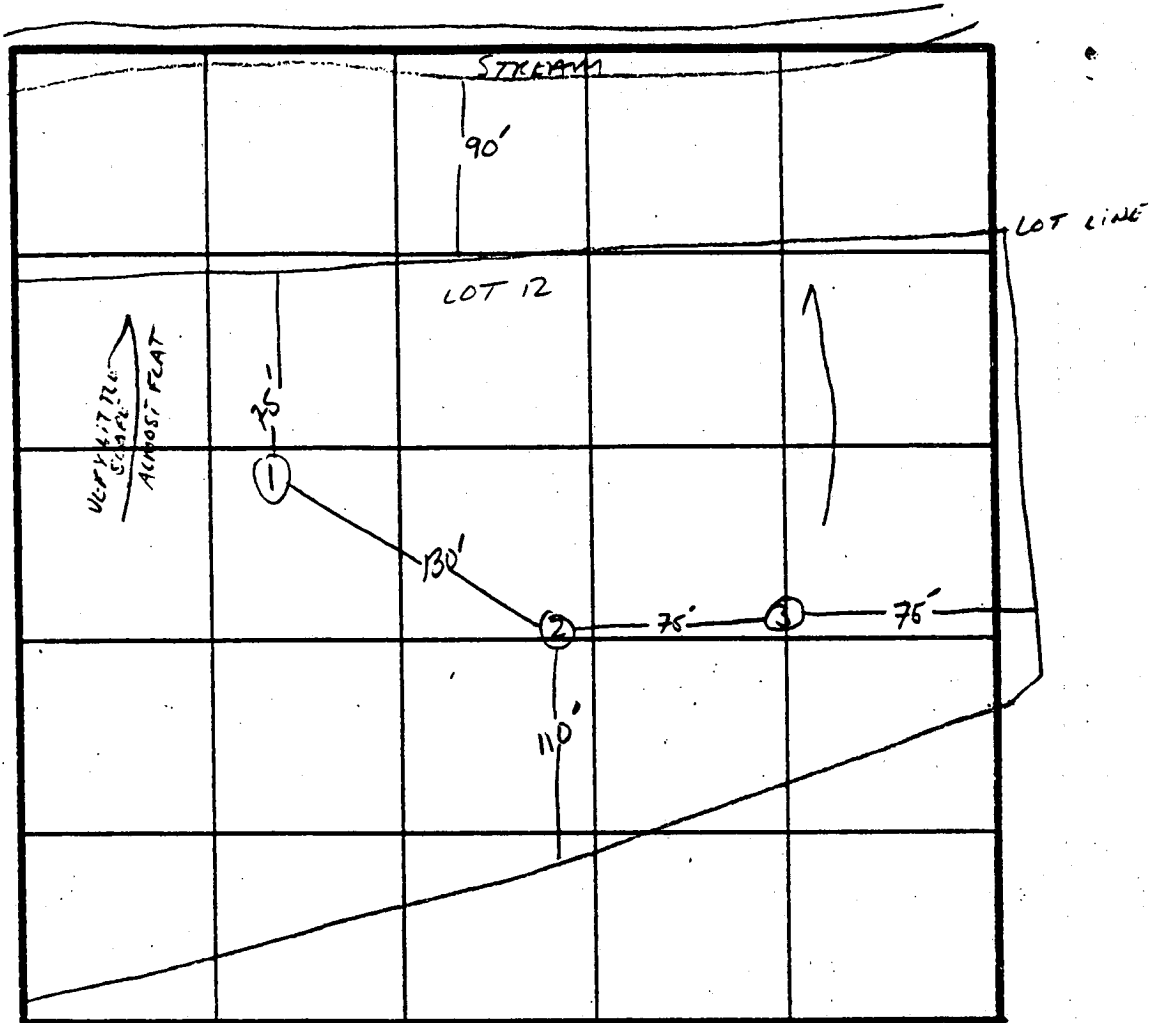 STREAM
90'
LOT LINE
LOT 12
VERY LITTLE
SLOPE
ALMOST FLAT
75'
1
130'
2
75'
3
75'
110'